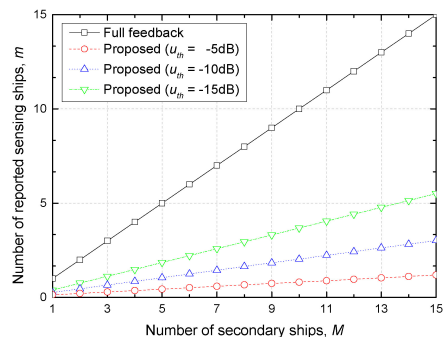 Full feedback
Proposed (uth = -5dB)
Proposed (uth = -10dB)
Proposed (uth = -15dB)
Number of reported sensing ships, m
15
10
5
0
1 3 5 7 9 11 13 15
Number of secondary ships, M